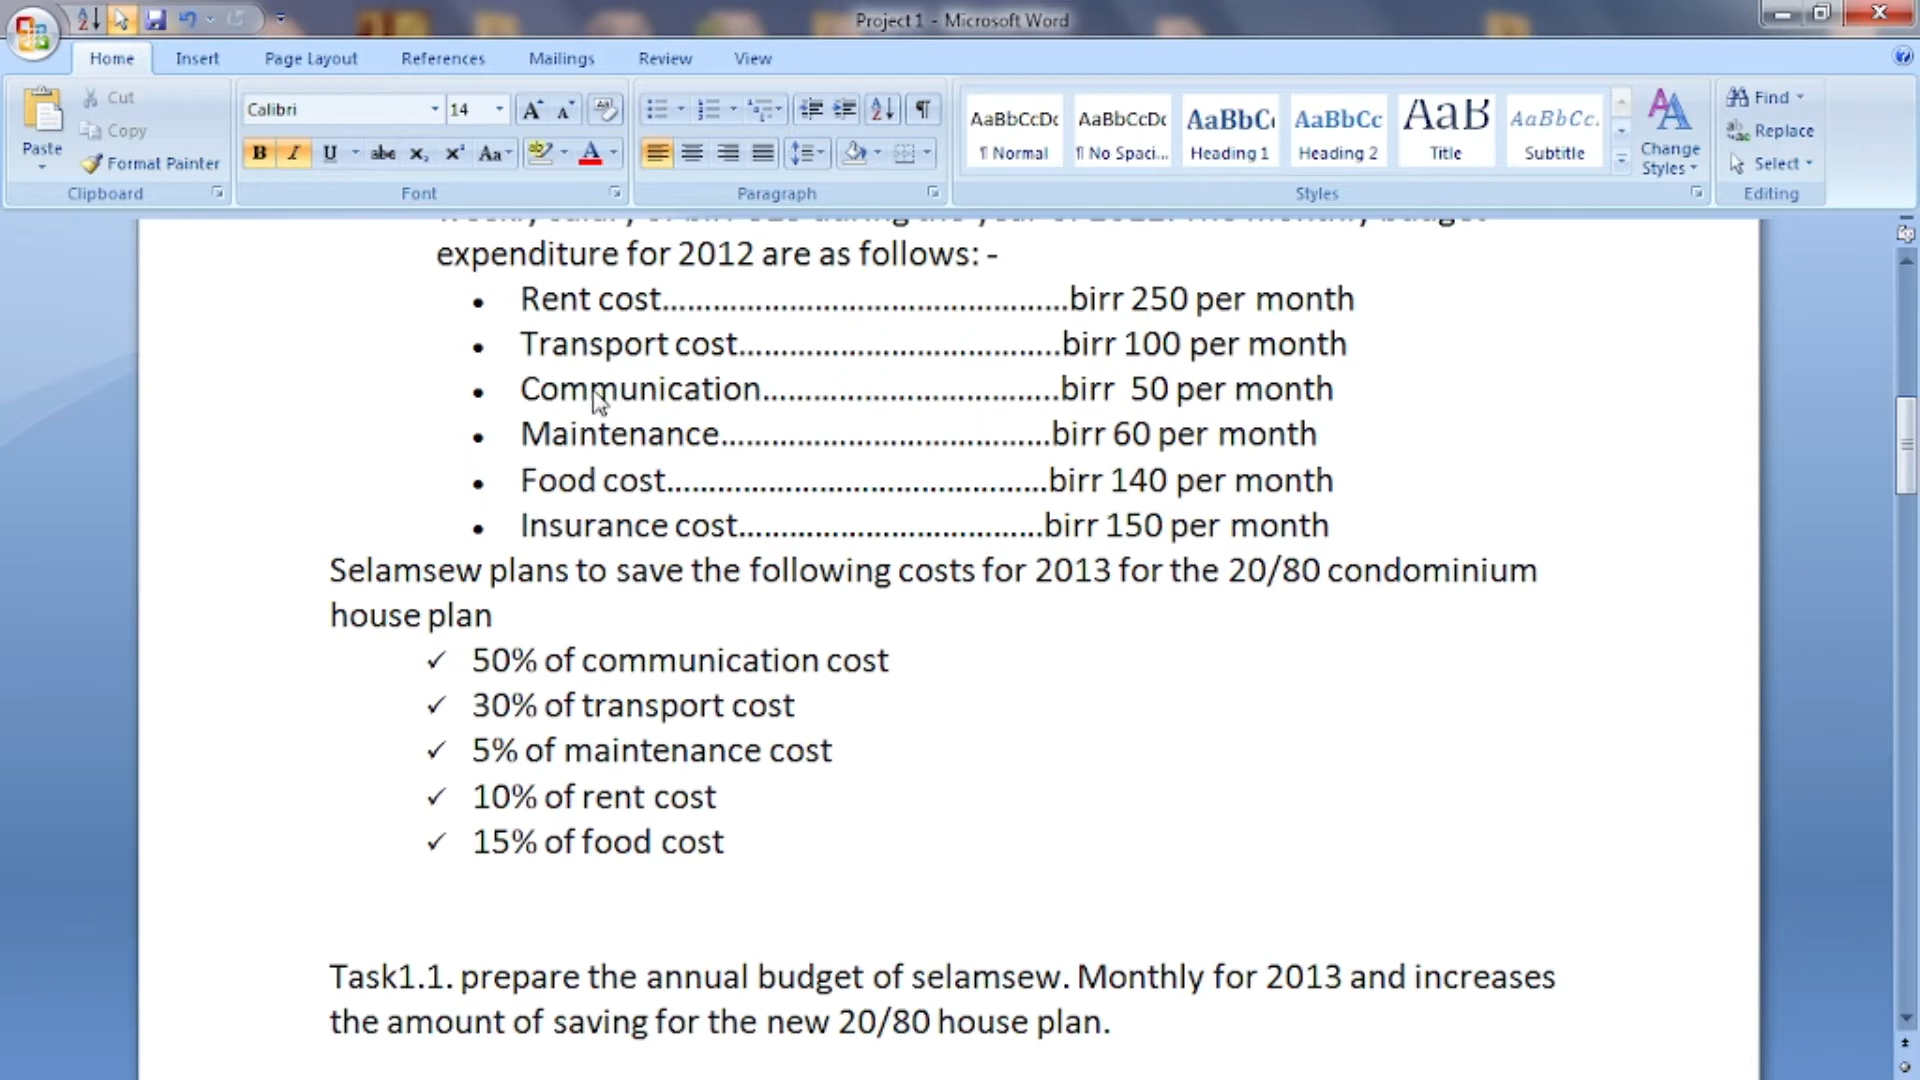 Project 1 - Microsoft Word
Home Insert Page Layout References Mailings Review View
Paste
Cut
Copy
Format Painter
Clipboard
Calibri 14
B I U abc x₂ x² Aa
Font
Paragraph
AaBbCcDc AaBbCcDc AaBbC AaBbCc AaB AaBbCc.
¶ Normal ¶ No Spaci... Heading 1 Heading 2 Title Subtitle
Change Styles
Styles
Find
Replace
Select
Editing
expenditure for 2012 are as follows: -
• Rent cost................................................birr 250 per month
• Transport cost......................................birr 100 per month
• Communication...................................birr  50 per month
• Maintenance.......................................birr 60 per month
• Food cost.............................................birr 140 per month
• Insurance cost....................................birr 150 per month
Selamsew plans to save the following costs for 2013 for the 20/80 condominium
house plan
✓ 50% of communication cost
✓ 30% of transport cost
✓ 5% of maintenance cost
✓ 10% of rent cost
✓ 15% of food cost
Task1.1. prepare the annual budget of selamsew. Monthly for 2013 and increases
the amount of saving for the new 20/80 house plan.